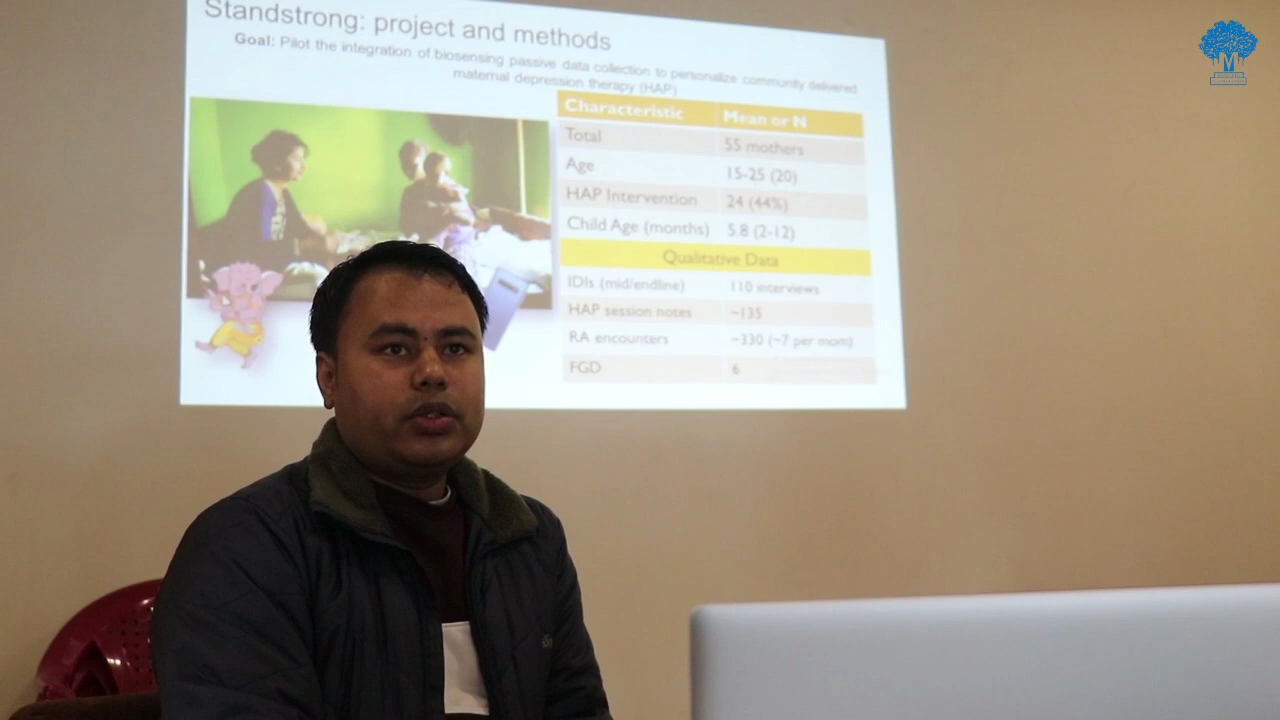 Standstrong: project and methods
Goal: Pilot the integration of biosensing passive data collection to personalize community delivered
maternal depression therapy (HAP)
Characteristic Mean or N
Total 55 mothers
Age 15-25 (20)
HAP Intervention 24 (44%)
Child Age (months) 5.8 (2-12)
Qualitative Data
IDIs (mid/endline) 110 interviews
HAP session notes ~135
RA encounters ~330 (~7 per mom)
FGD 6
M